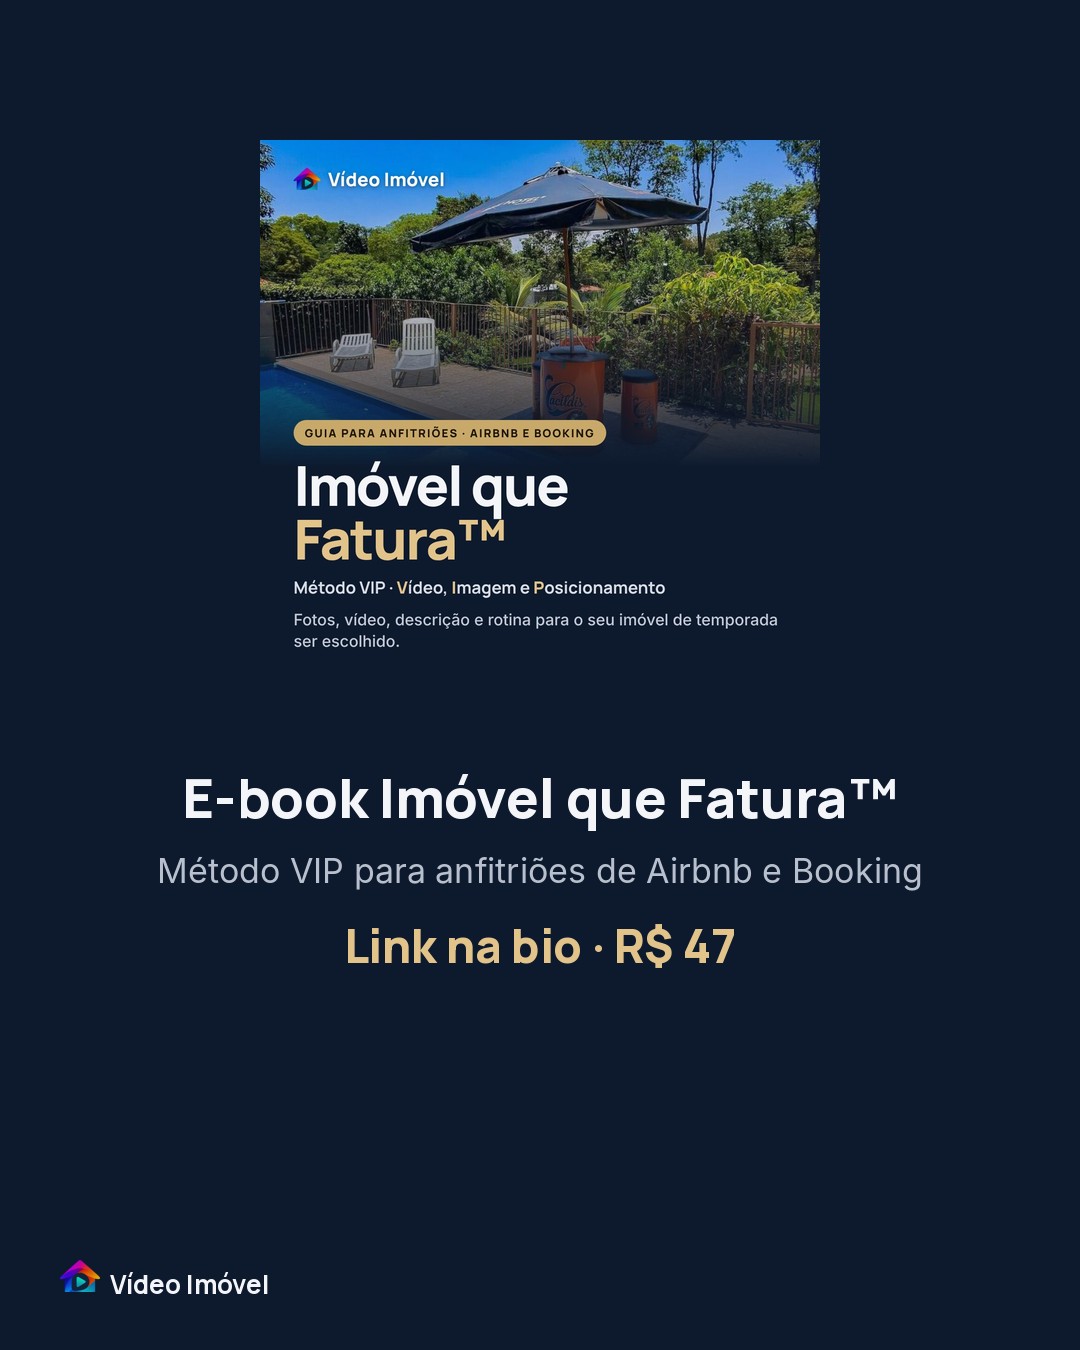 Vídeo Imóvel
GUIA PARA ANFITRIÕES · AIRBNB E BOOKING
Imóvel que
Fatura™
Método VIP · Vídeo, Imagem e Posicionamento
Fotos, vídeo, descrição e rotina para o seu imóvel de temporada
ser escolhido.
E-book Imóvel que Fatura™
Método VIP para anfitriões de Airbnb e Booking
Link na bio · R$ 47
Vídeo Imóvel